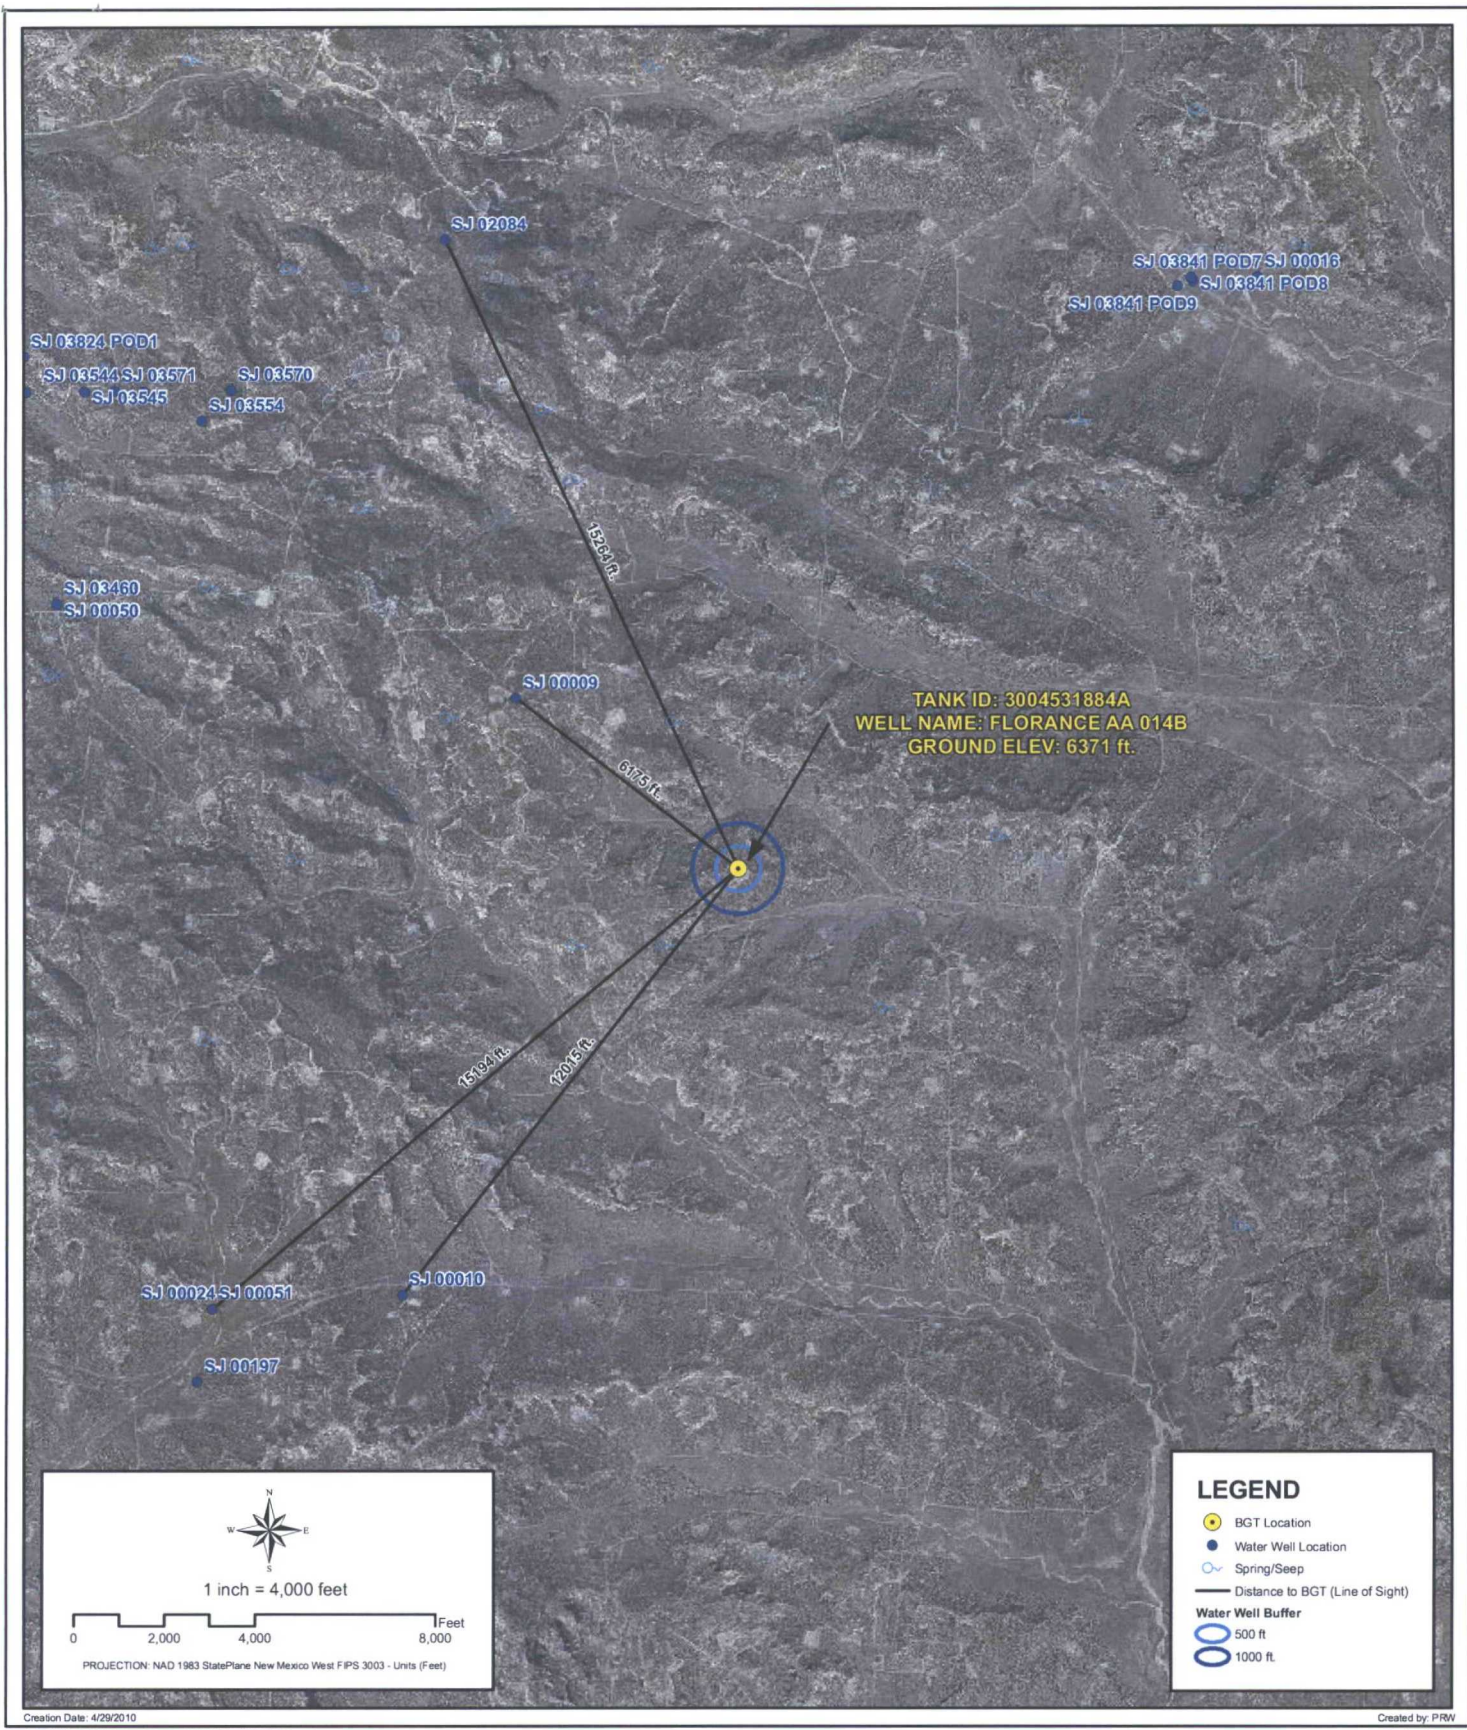 SJ 02084
SJ 03841 POD7 SJ 00016
SJ 03841 POD8
SJ 03841 POD9
SJ 03824 POD1
SJ 03544 SJ 03571
SJ 03570
SJ 03545
SJ 03554
15264 ft.
SJ 03460
SJ 00050
SJ 00009
TANK ID: 3004531884A
WELL NAME: FLORANCE AA 014B
GROUND ELEV: 6371 ft.
6175 ft.
15194 ft.
12015 ft.
SJ 00024 SJ 00051
SJ 00010
SJ 00197
N
W E
S
1 inch = 4,000 feet
Feet
0 2,000 4,000 8,000
PROJECTION: NAD 1983 StatePlane New Mexico West FIPS 3003 - Units (Feet)
LEGEND
BGT Location
Water Well Location
Spring/Seep
Distance to BGT (Line of Sight)
Water Well Buffer
500 ft
1000 ft.
Creation Date: 4/29/2010
Created by: PRW